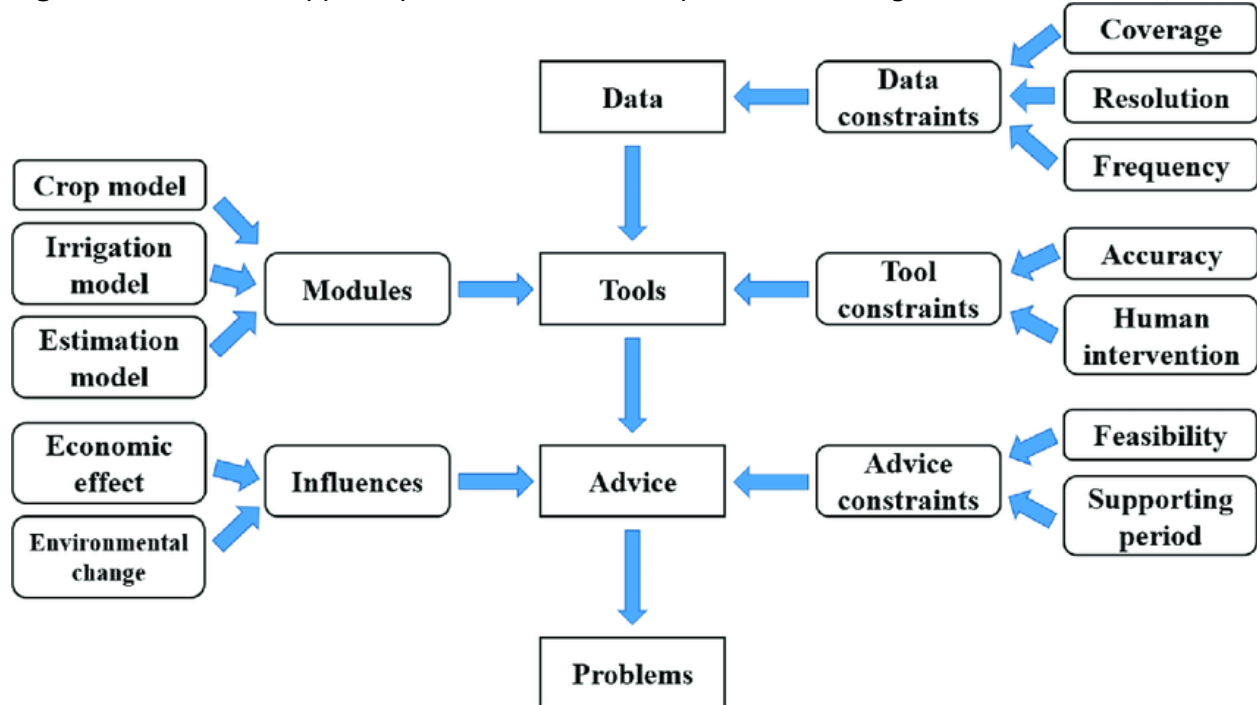 Coverage
Data
Data
constraints
Resolution
Frequency
Crop model
Irrigation
model
Modules
Tools
Tool
constraints
Accuracy
Human
intervention
Estimation
model
Economic
effect
Influences
Advice
Advice
constraints
Feasibility
Supporting
period
Environmental
change
Problems